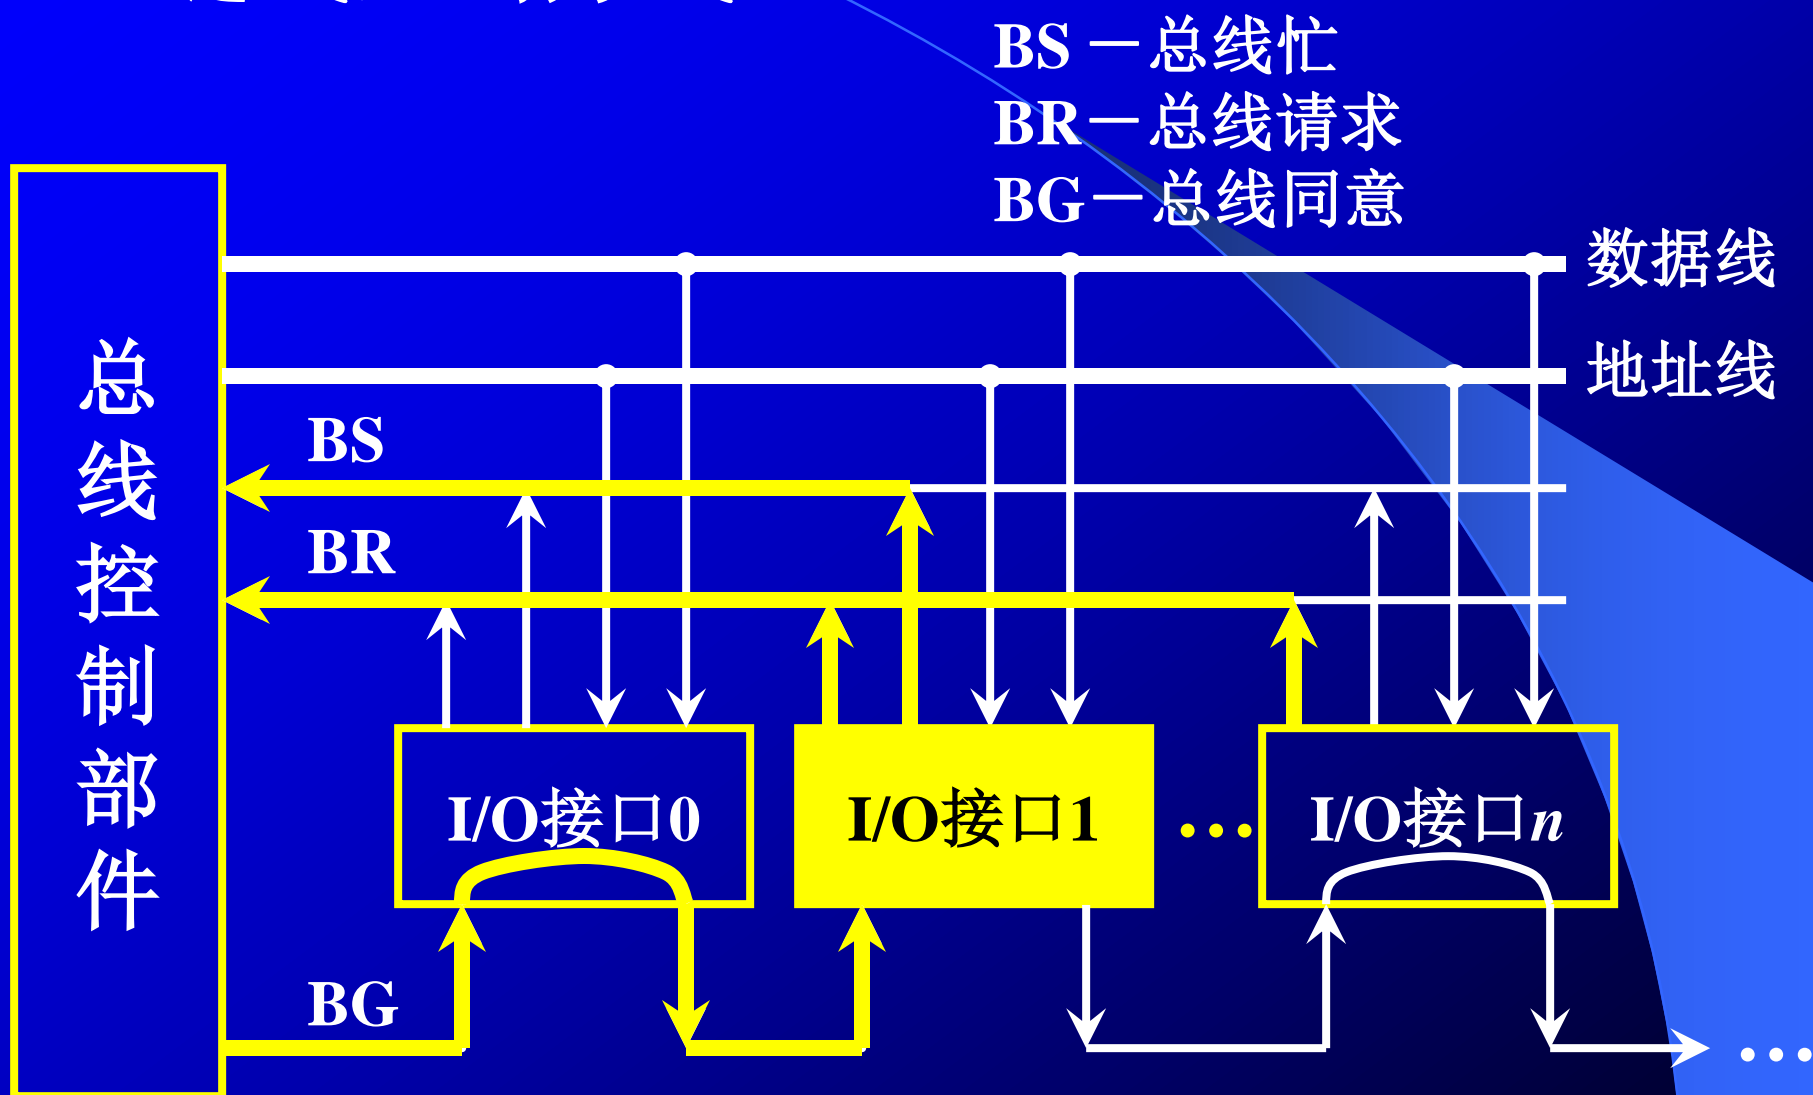 BS－总线忙
BR－总线请求
BG－总线同意
数据线
地址线
总线控制部件
BS
BR
I/O接口0
I/O接口1
…
I/O接口n
BG
…